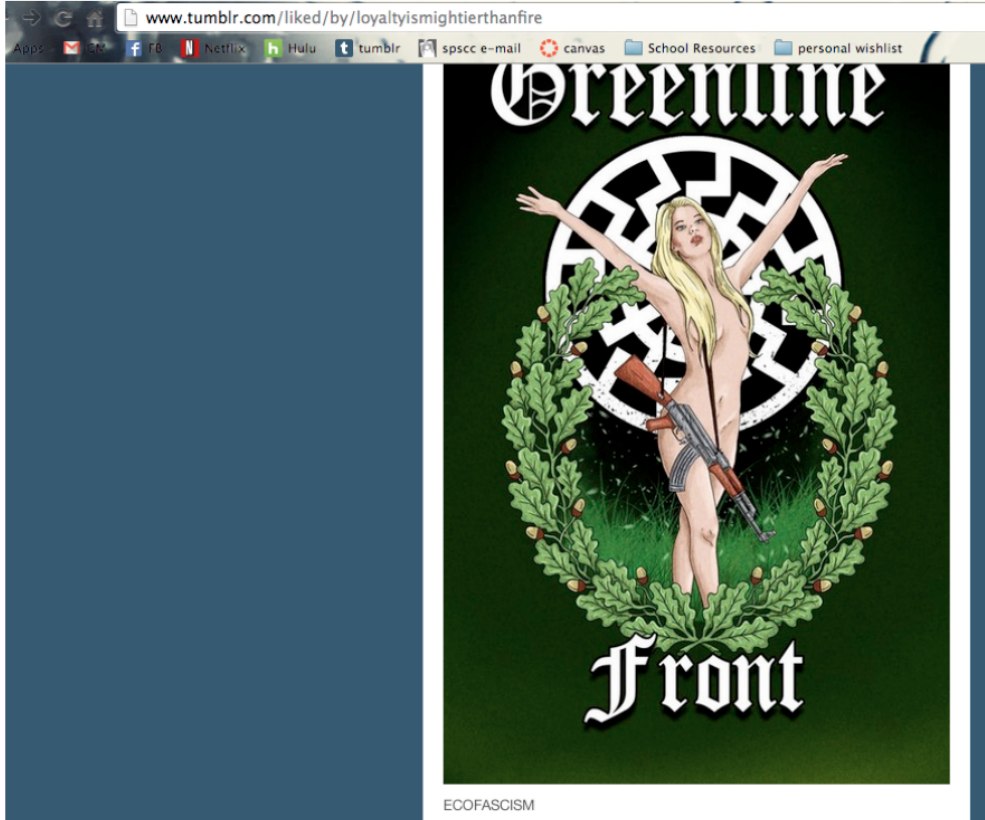 www.tumblr.com/liked/by/loyaltyismightierthanfire
Apps FB Netflix Hulu tumblr spscc e-mail canvas School Resources personal wishlist
Greenline
Front
ECOFASCISM